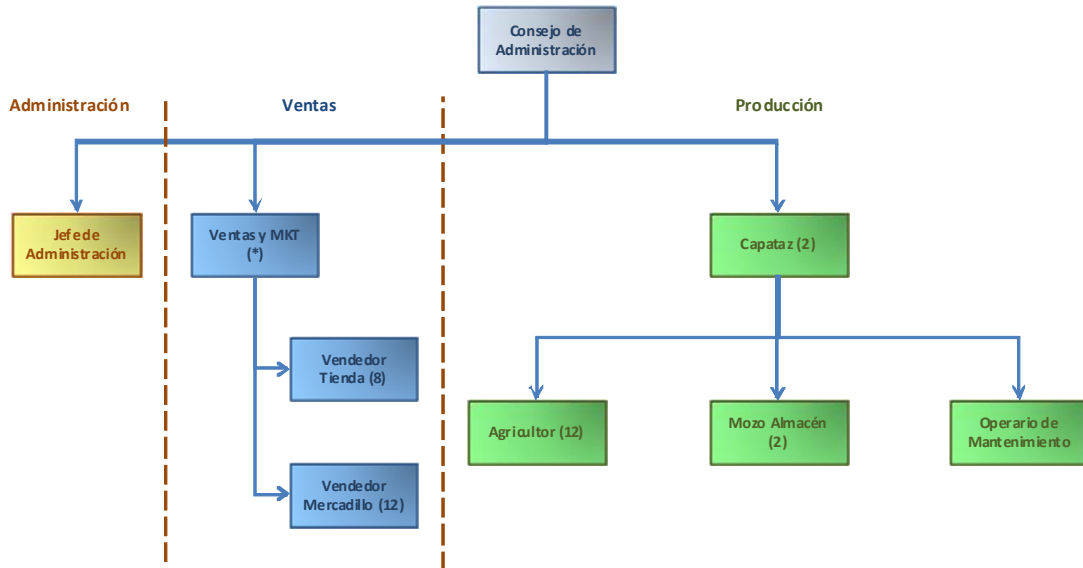 Consejo de
Administración
Administración
Ventas
Producción
Jefe de
Administración
Ventas y MKT
(*)
Capataz (2)
Vendedor
Tienda (8)
Agricultor (12)
Mozo Almacén
(2)
Operario de
Mantenimiento
Vendedor
Mercadillo (12)